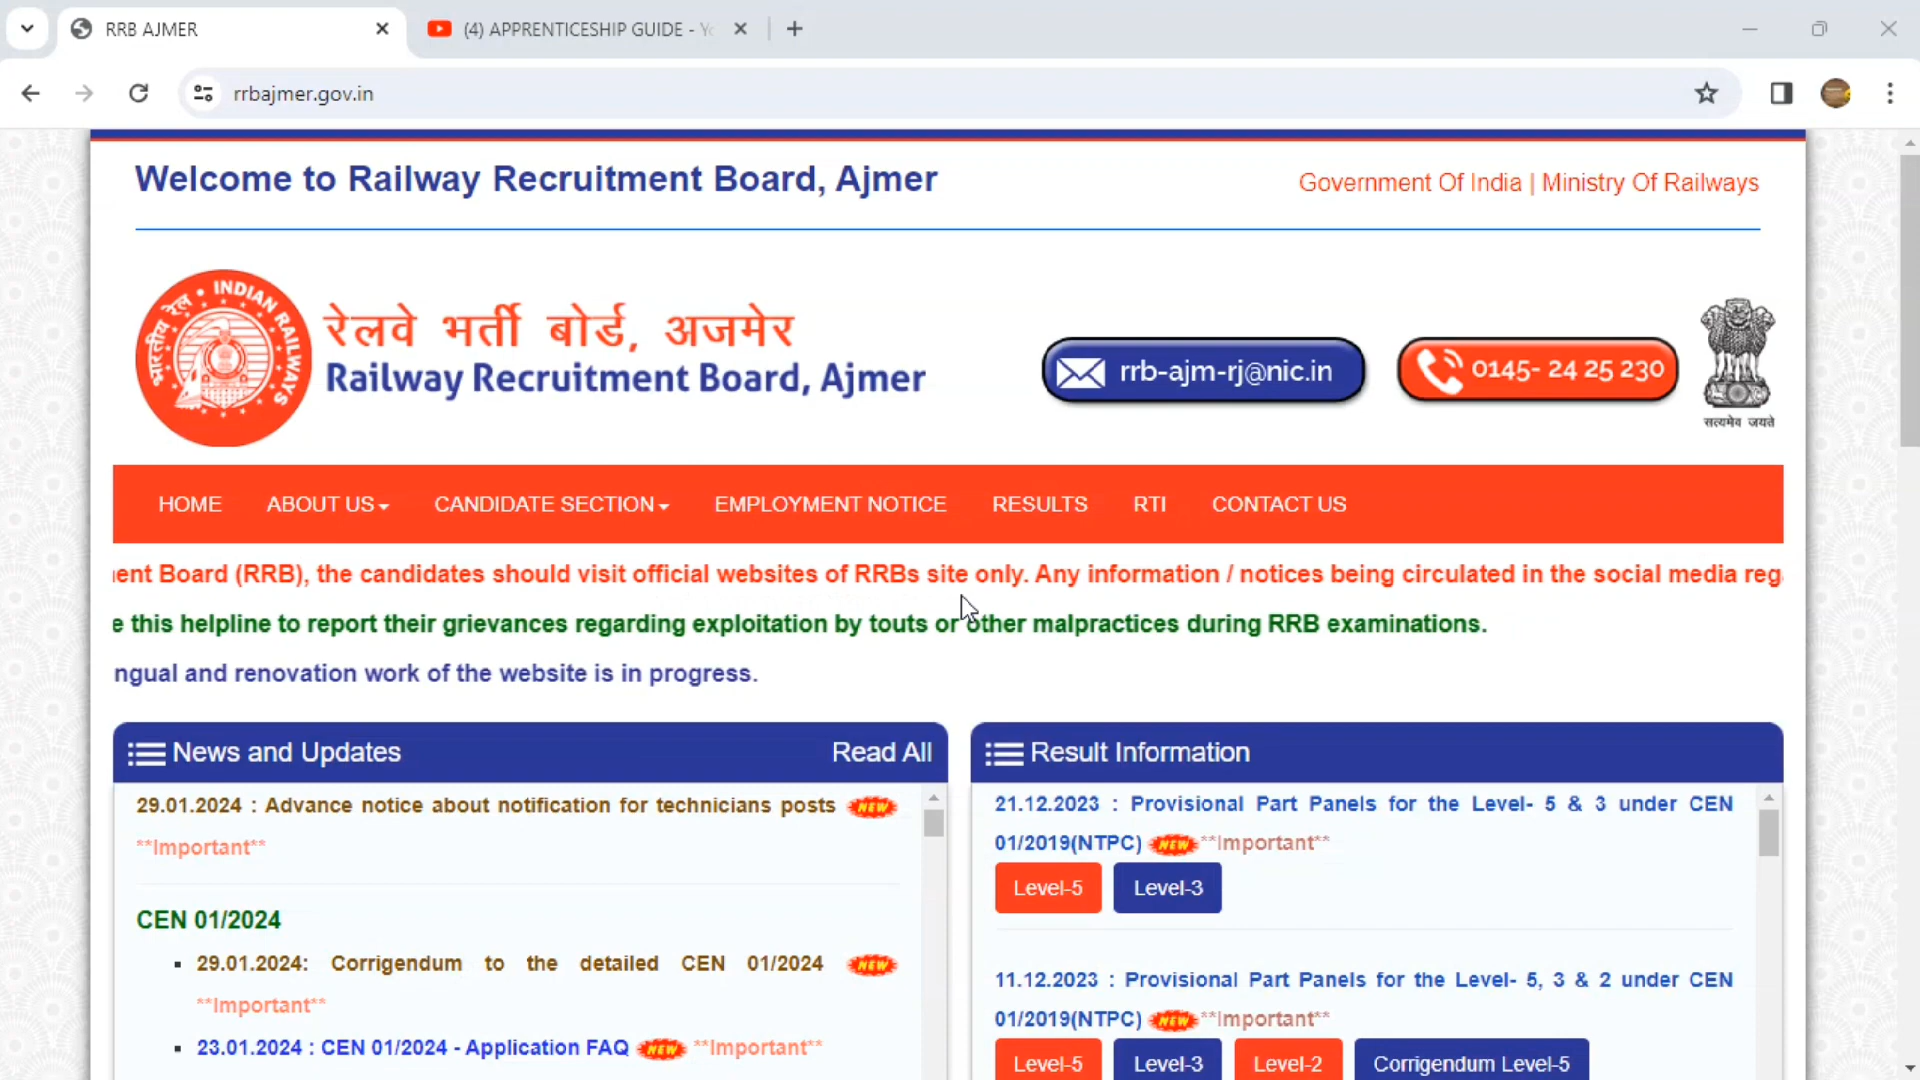 RRB AJMER
(4) APPRENTICESHIP GUIDE - Yo
rrbajmer.gov.in
Welcome to Railway Recruitment Board, Ajmer
Government Of India | Ministry Of Railways
भारतीय रेल • INDIAN RAILWAYS
रेलवे भर्ती बोर्ड, अजमेर
Railway Recruitment Board, Ajmer
rrb-ajm-rj@nic.in
0145- 24 25 230
सत्यमेव जयते
HOME ABOUT US CANDIDATE SECTION EMPLOYMENT NOTICE RESULTS RTI CONTACT US
ent Board (RRB), the candidates should visit official websites of RRBs site only. Any information / notices being circulated in the social media reg
e this helpline to report their grievances regarding exploitation by touts or other malpractices during RRB examinations.
ngual and renovation work of the website is in progress.
News and Updates Read All
29.01.2024 : Advance notice about notification for technicians posts NEW
**Important**
CEN 01/2024
▪ 29.01.2024: Corrigendum to the detailed CEN 01/2024 NEW
**Important**
▪ 23.01.2024 : CEN 01/2024 - Application FAQ NEW **Important**
Result Information
21.12.2023 : Provisional Part Panels for the Level- 5 & 3 under CEN
01/2019(NTPC) NEW **Important**
Level-5 Level-3
11.12.2023 : Provisional Part Panels for the Level- 5, 3 & 2 under CEN
01/2019(NTPC) NEW **Important**
Level-5 Level-3 Level-2 Corrigendum Level-5